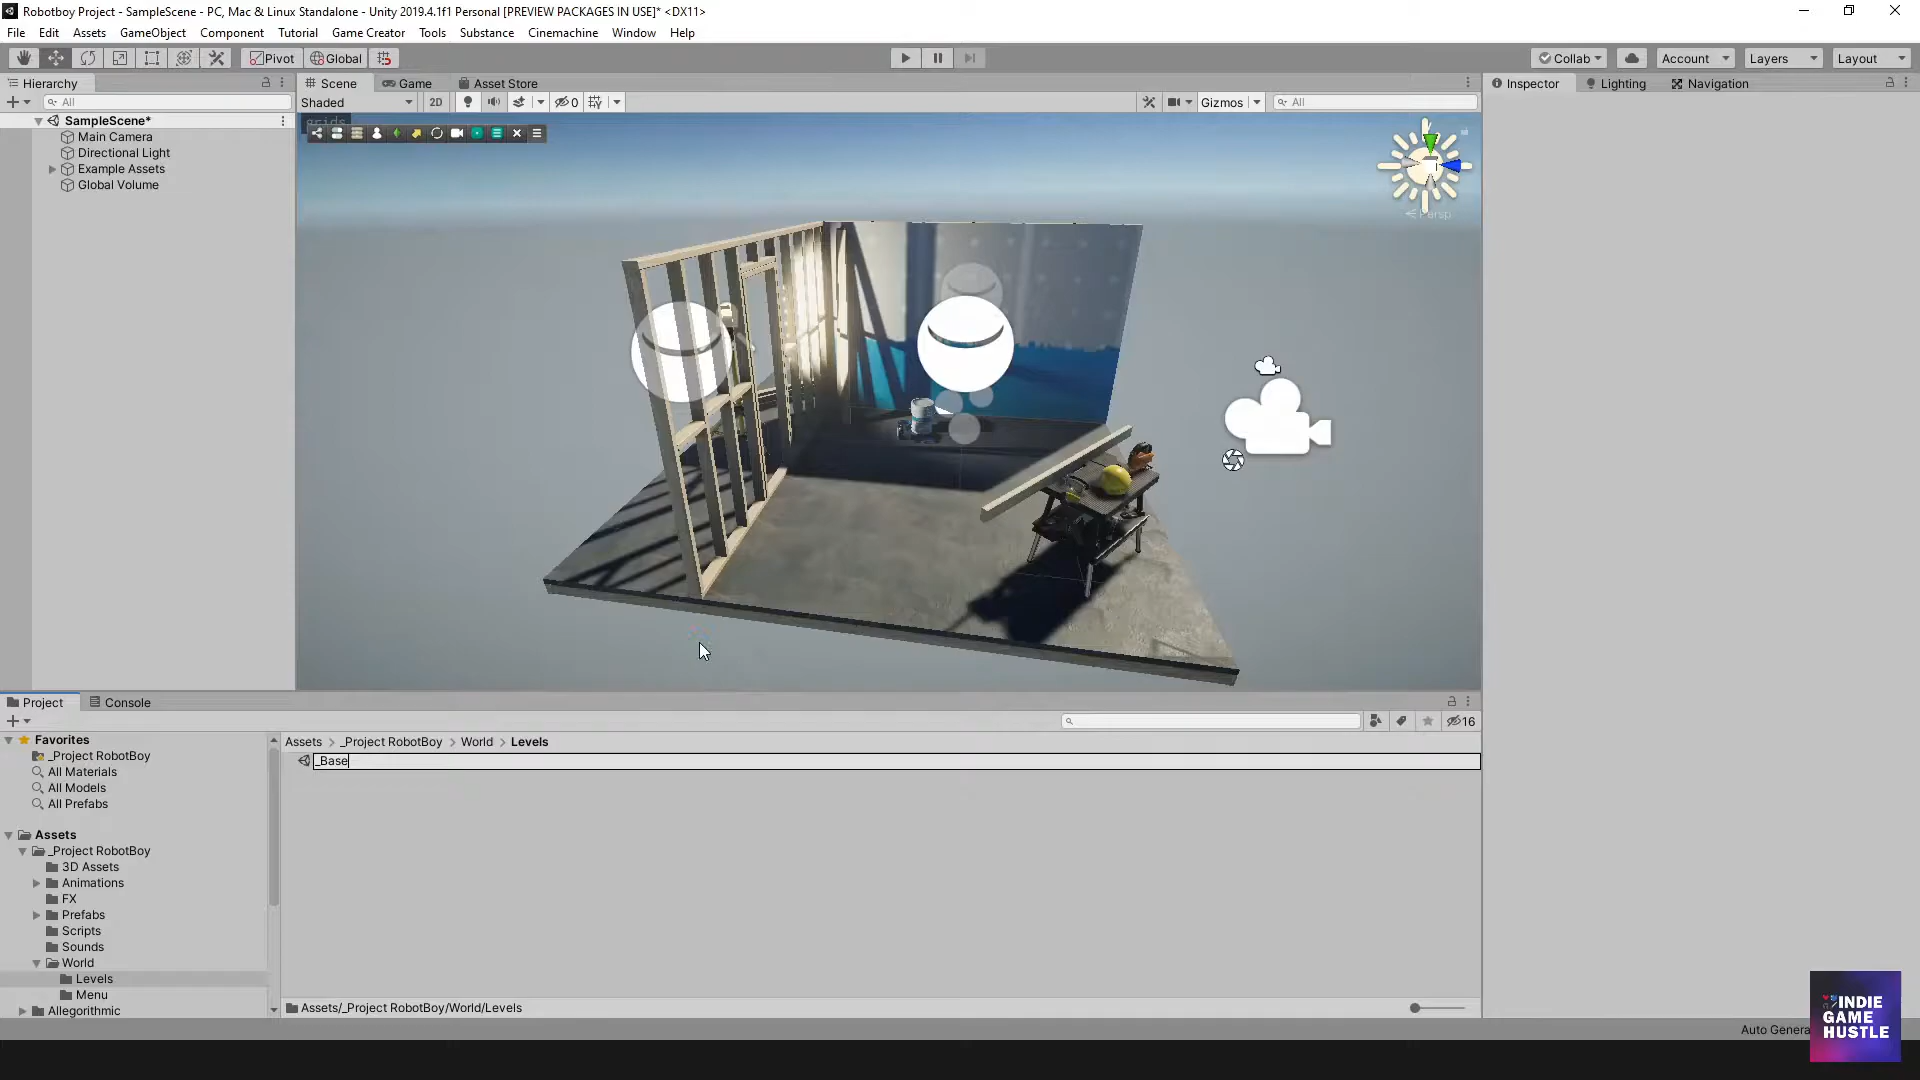 Robotboy Project - SampleScene - PC, Mac & Linux Standalone - Unity 2019.4.1f1 Personal [PREVIEW PACKAGES IN USE]* <DX11>
File Edit Assets GameObject Component Tutorial Game Creator Tools Substance Cinemachine Window Help
Pivot Global Collab Account Layers Layout
Hierarchy Scene Game Asset Store Inspector Lighting Navigation
All Shaded 2D 0 Gizmos All
SampleScene*
Main Camera
Directional Light
Example Assets
Global Volume
grids
y
Persp
Project Console
16
Favorites
_Project RobotBoy
All Materials
All Models
All Prefabs
Assets
_Project RobotBoy
3D Assets
Animations
FX
Prefabs
Scripts
Sounds
World
Levels
Menu
Allegorithmic
Assets > _Project RobotBoy > World > Levels
_Base
Assets/_Project RobotBoy/World/Levels
Auto Genera
INDIE
GAME
HUSTLE